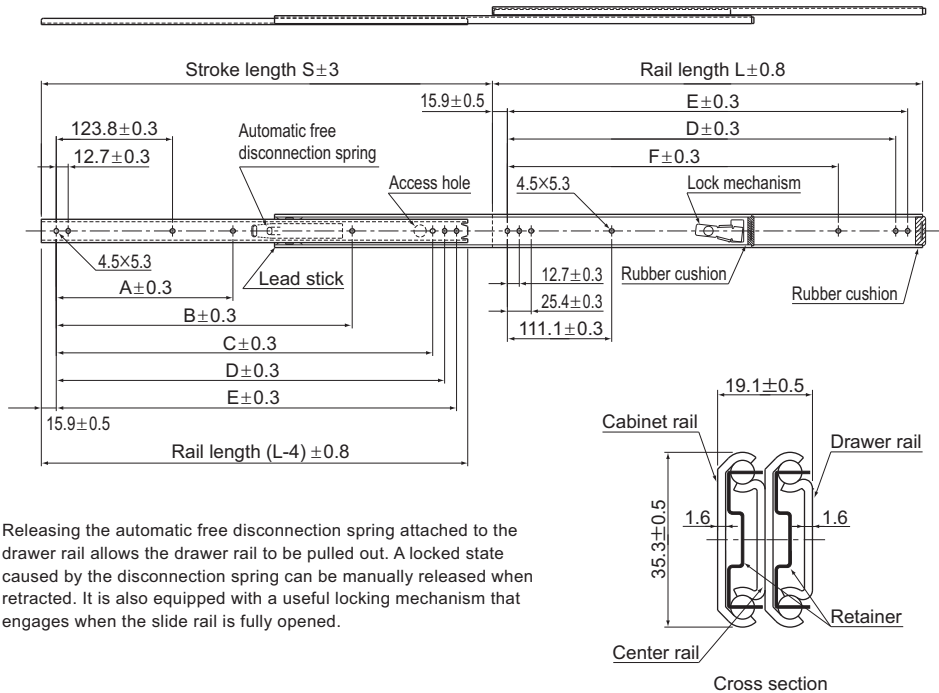 Stroke length S±3
Rail length L±0.8
15.9±0.5
E±0.3
123.8±0.3
D±0.3
12.7±0.3
Automatic free
disconnection spring
F±0.3
Access hole
4.5×5.3
Lock mechanism
4.5×5.3
Lead stick
12.7±0.3
Rubber cushion
A±0.3
25.4±0.3
Rubber cushion
B±0.3
111.1±0.3
C±0.3
D±0.3
E±0.3
15.9±0.5
Rail length (L-4) ±0.8
19.1±0.5
Cabinet rail
Drawer rail
35.3±0.5
1.6
1.6
Retainer
Center rail
Cross section
Releasing the automatic free disconnection spring attached to the
drawer rail allows the drawer rail to be pulled out. A locked state
caused by the disconnection spring can be manually released when
retracted. It is also equipped with a useful locking mechanism that
engages when the slide rail is fully opened.